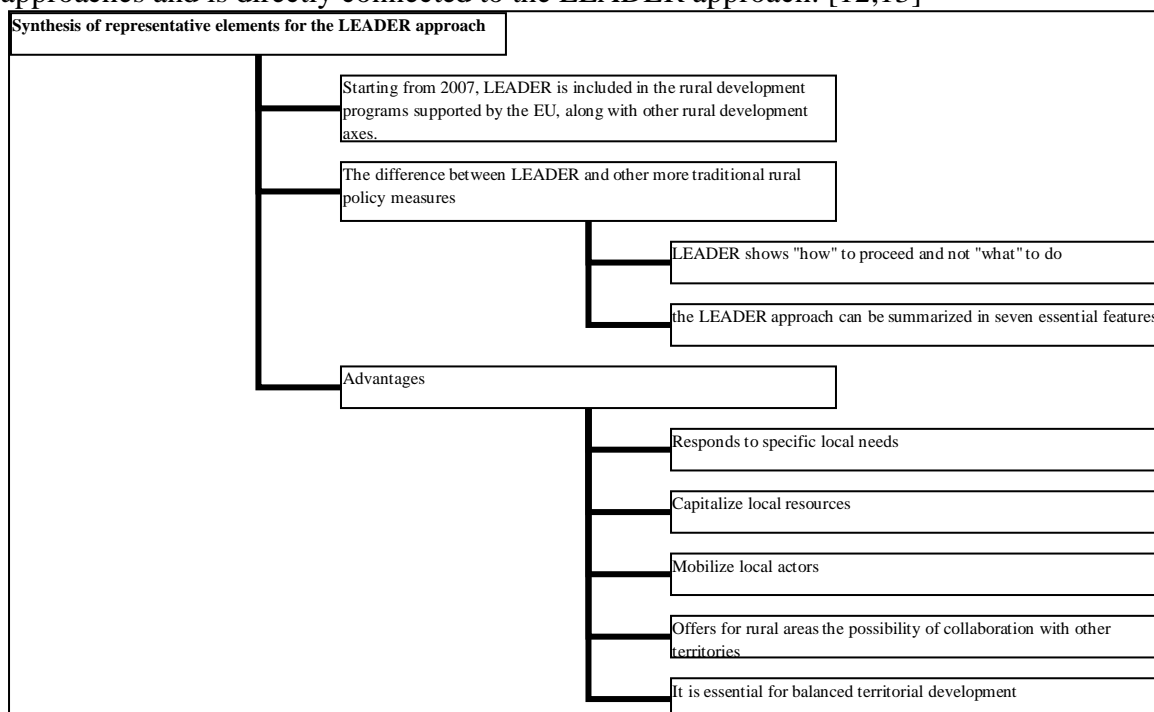 approaches and is directly connected to the LEADER approach. [12,13]
Synthesis of representative elements for the LEADER approach
Starting from 2007, LEADER is included in the rural development
programs supported by the EU, along with other rural development
axes.
The difference between LEADER and other more traditional rural
policy measures
LEADER shows "how" to proceed and not "what" to do
the LEADER approach can be summarized in seven essential features
Advantages
Responds to specific local needs
Capitalize local resources
Mobilize local actors
Offers for rural areas the possibility of collaboration with other
territories
It is essential for balanced territorial development